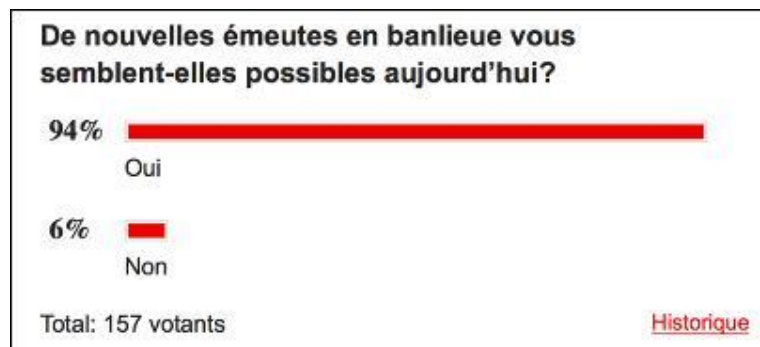 De nouvelles émeutes en banlieue vous
semblent-elles possibles aujourd'hui?
94%
Oui
6%
Non
Total: 157 votants
Historique